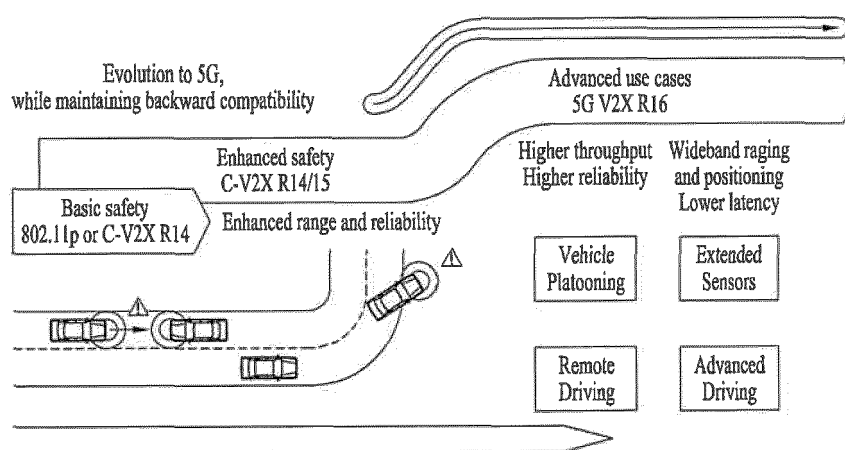 Evolution to 5G,
while maintaining backward compatibility
Advanced use cases
5G V2X R16
Enhanced safety
C-V2X R14/15
Higher throughput
Higher reliability
Wideband raging
and positioning
Lower latency
Basic safety
802.11p or C-V2X R14
Enhanced range and reliability
Vehicle
Platooning
Extended
Sensors
Remote
Driving
Advanced
Driving